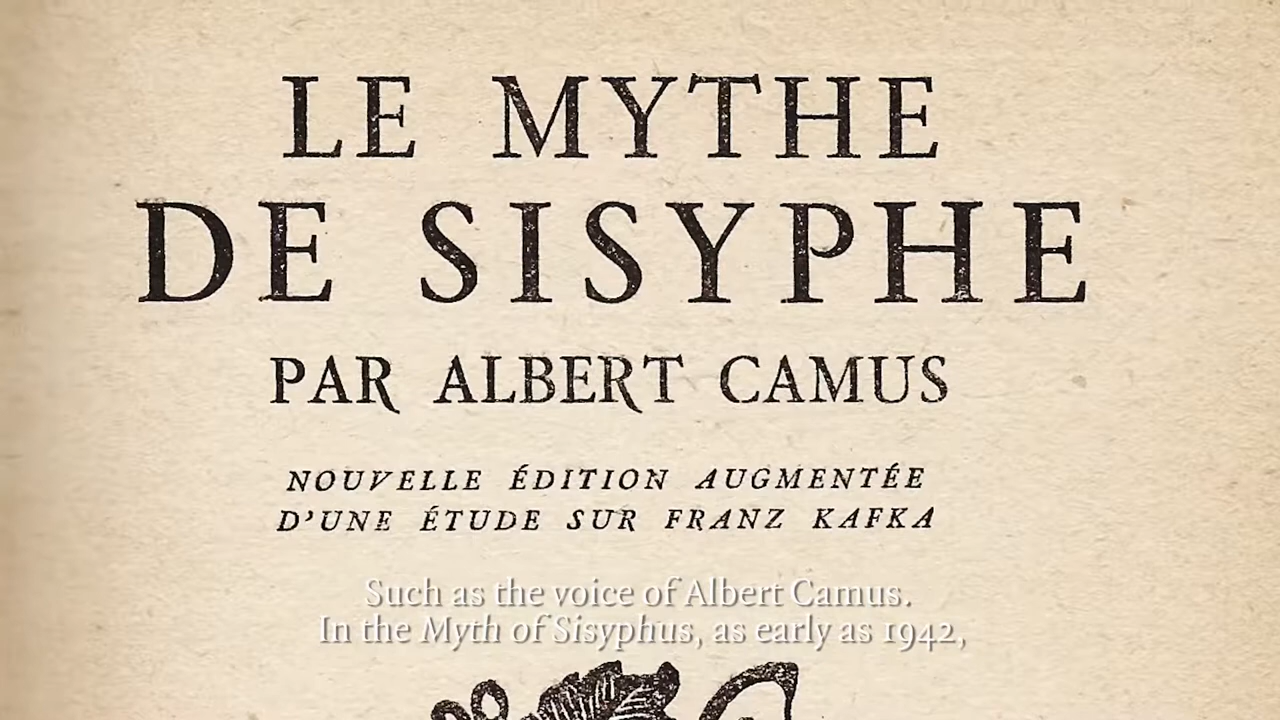 LE MYTHE
DE SISYPHE
PAR ALBERT CAMUS
NOUVELLE ÉDITION AUGMENTÉE
D'UNE ÉTUDE SUR FRANZ KAFKA
Such as the voice of Albert Camus.
In the Myth of Sisyphus, as early as 1942,